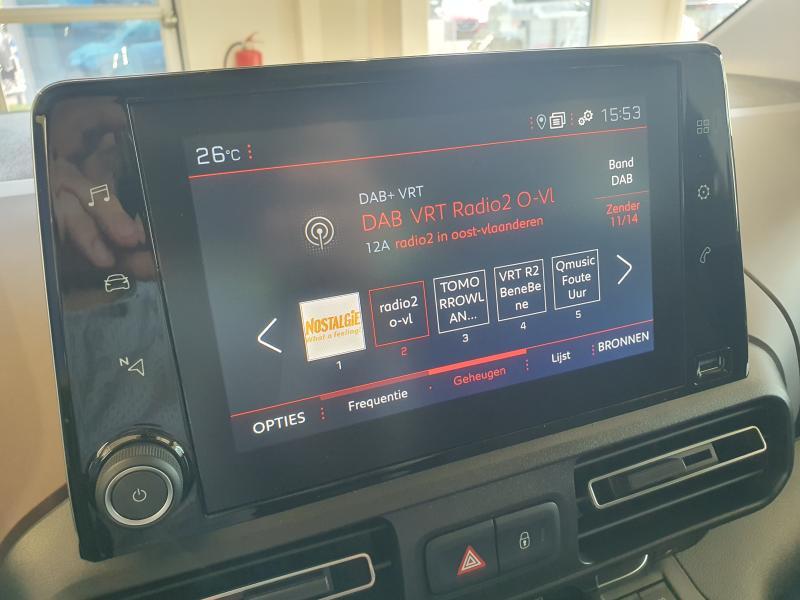 26°C
15:53
DAB+ VRT
DAB VRT Radio2 O-Vl
12A radio2 in oost-vlaanderen
Band
DAB
Zender
11/14
NOSTALGIE
What a feeling!
1
radio2
o-vl
2
TOMO
RROWL
AN...
3
VRT R2
BeneBe
ne
4
Qmusic
Foute
Uur
5
OPTIES
Frequentie
Geheugen
Lijst
BRONNEN
N